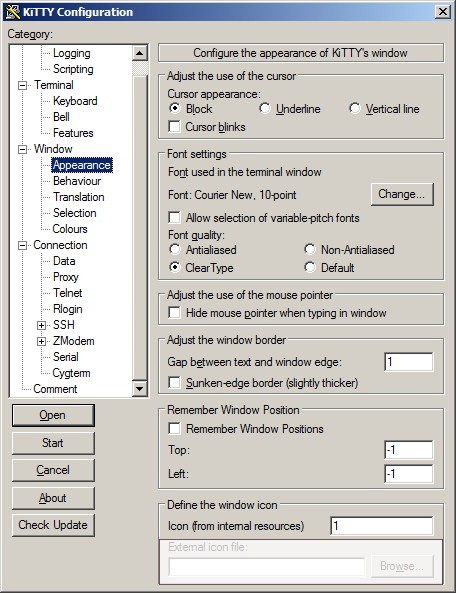 KiTTY Configuration
Category:
Logging
Scripting
Terminal
Keyboard
Bell
Features
Window
Appearance
Behaviour
Translation
Selection
Colours
Connection
Data
Proxy
Telnet
Rlogin
SSH
ZModem
Serial
Cygterm
Comment
Open
Start
Cancel
About
Check Update
Configure the appearance of KiTTY's window
Adjust the use of the cursor
Cursor appearance:
Block Underline Vertical line
Cursor blinks
Font settings
Font used in the terminal window
Font: Courier New, 10-point Change...
Allow selection of variable-pitch fonts
Font quality:
Antialiased Non-Antialiased
ClearType Default
Adjust the use of the mouse pointer
Hide mouse pointer when typing in window
Adjust the window border
Gap between text and window edge: 1
Sunken-edge border (slightly thicker)
Remember Window Position
Remember Window Positions
Top: -1
Left: -1
Define the window icon
Icon (from internal resources) 1
External icon file:
Browse...